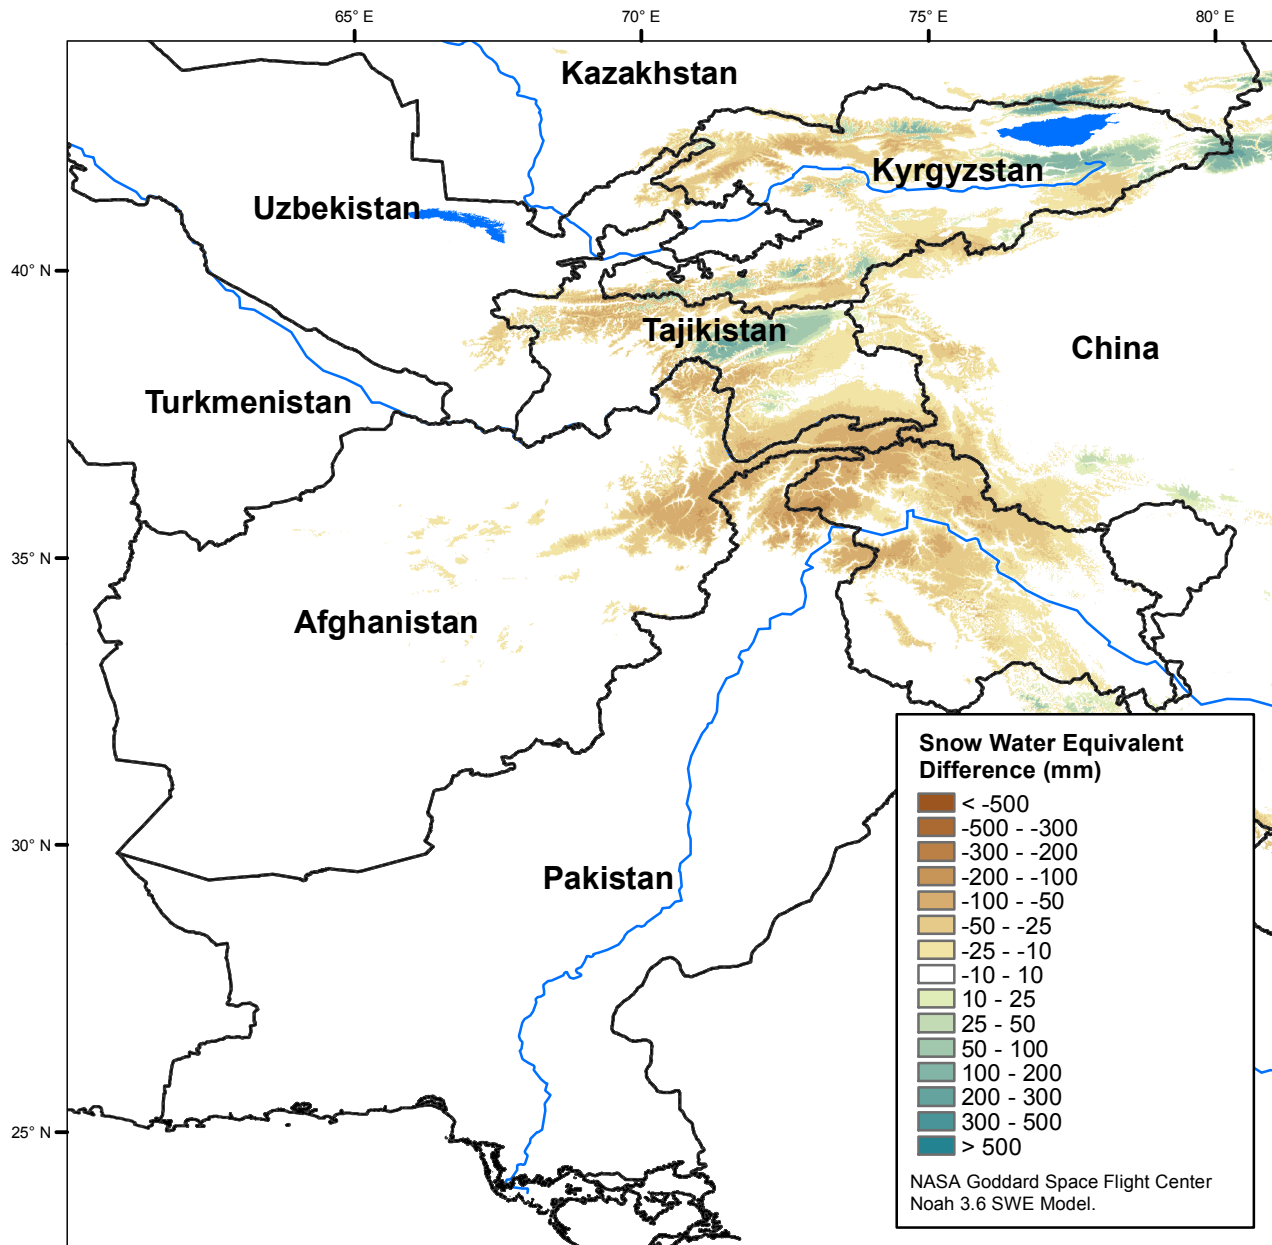 65° E
70° E
75° E
80° E
Kazakhstan
Kyrgyzstan
Uzbekistan
40° N
Tajikistan
China
Turkmenistan
35° N
Afghanistan
30° N
Pakistan
25° N
Snow Water Equivalent
Difference (mm)
< -500
-500 - -300
-300 - -200
-200 - -100
-100 - -50
-50 - -25
-25 - -10
-10 - 10
10 - 25
25 - 50
50 - 100
100 - 200
200 - 300
300 - 500
> 500
NASA Goddard Space Flight Center
Noah 3.6 SWE Model.